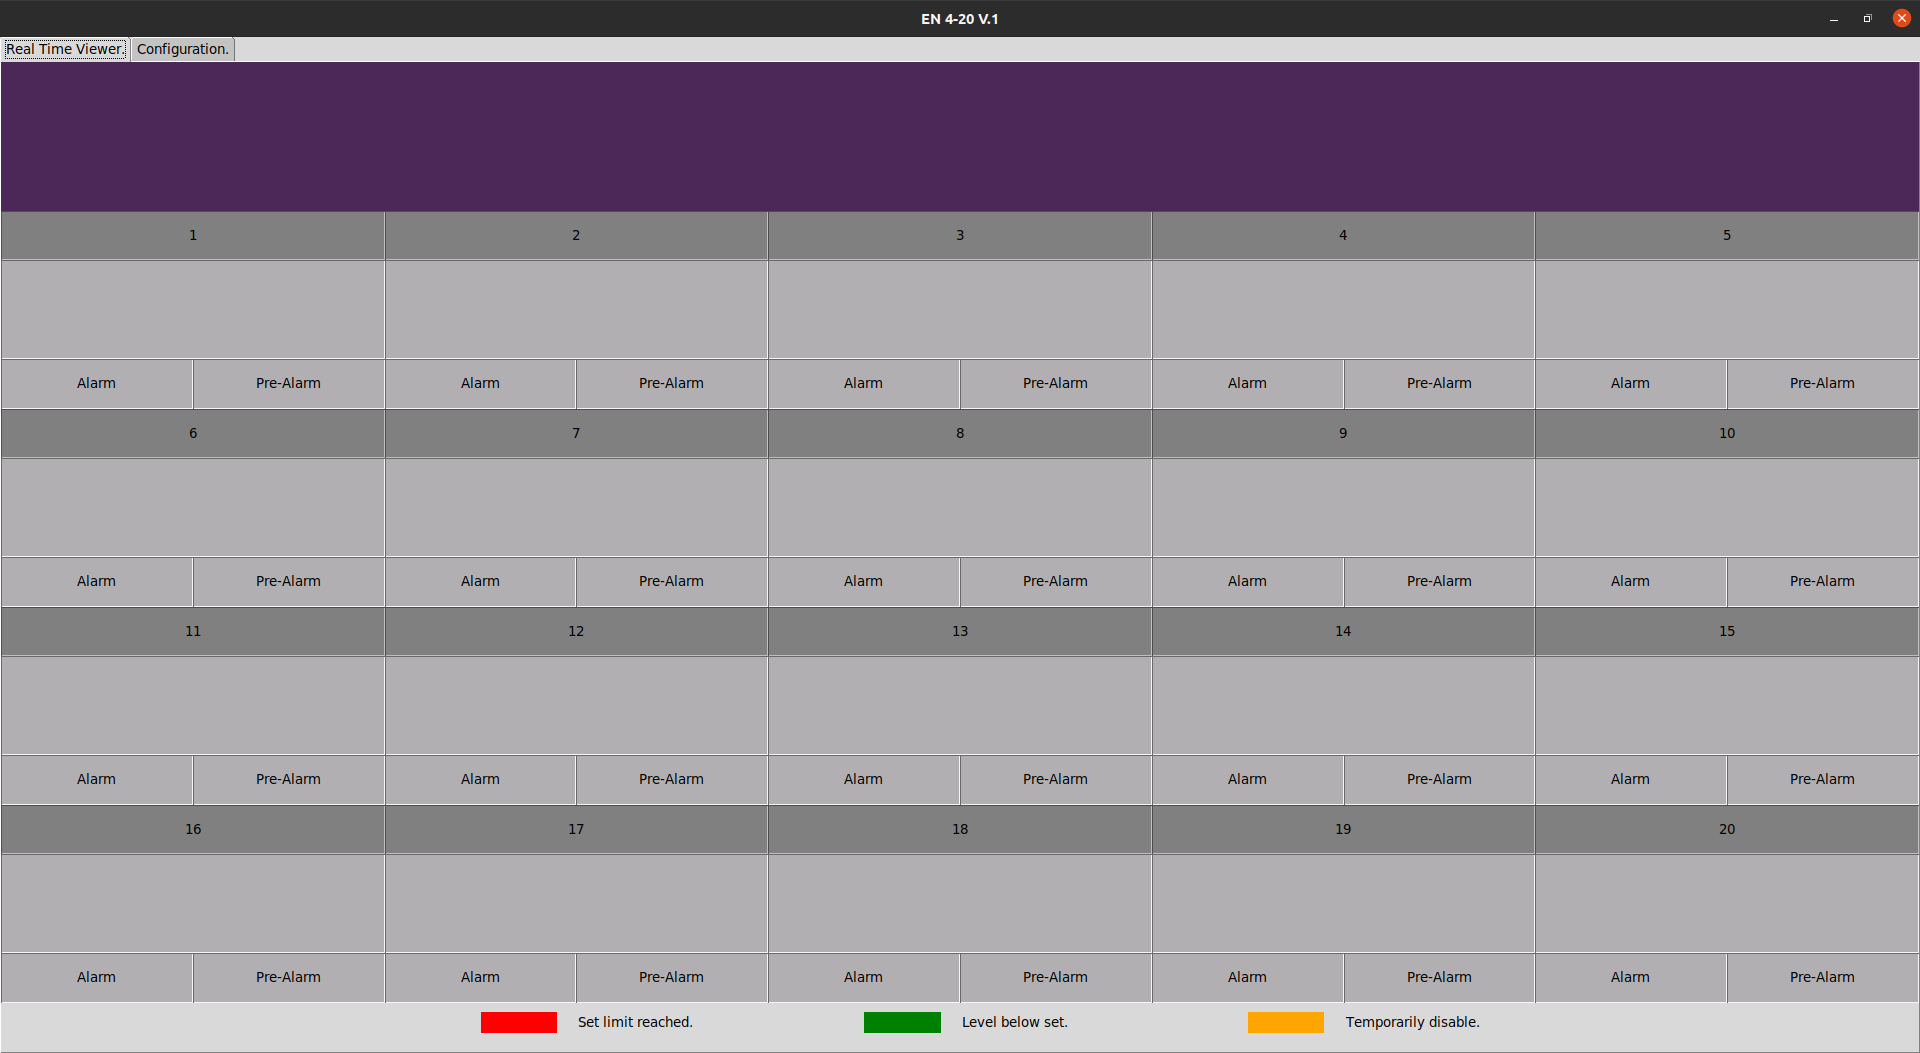 EN 4-20 V.1
Real Time Viewer. Configuration.
1 2 3 4 5
Alarm Pre-Alarm Alarm Pre-Alarm Alarm Pre-Alarm Alarm Pre-Alarm Alarm Pre-Alarm
6 7 8 9 10
Alarm Pre-Alarm Alarm Pre-Alarm Alarm Pre-Alarm Alarm Pre-Alarm Alarm Pre-Alarm
11 12 13 14 15
Alarm Pre-Alarm Alarm Pre-Alarm Alarm Pre-Alarm Alarm Pre-Alarm Alarm Pre-Alarm
16 17 18 19 20
Alarm Pre-Alarm Alarm Pre-Alarm Alarm Pre-Alarm Alarm Pre-Alarm Alarm Pre-Alarm
Set limit reached. Level below set. Temporarily disable.